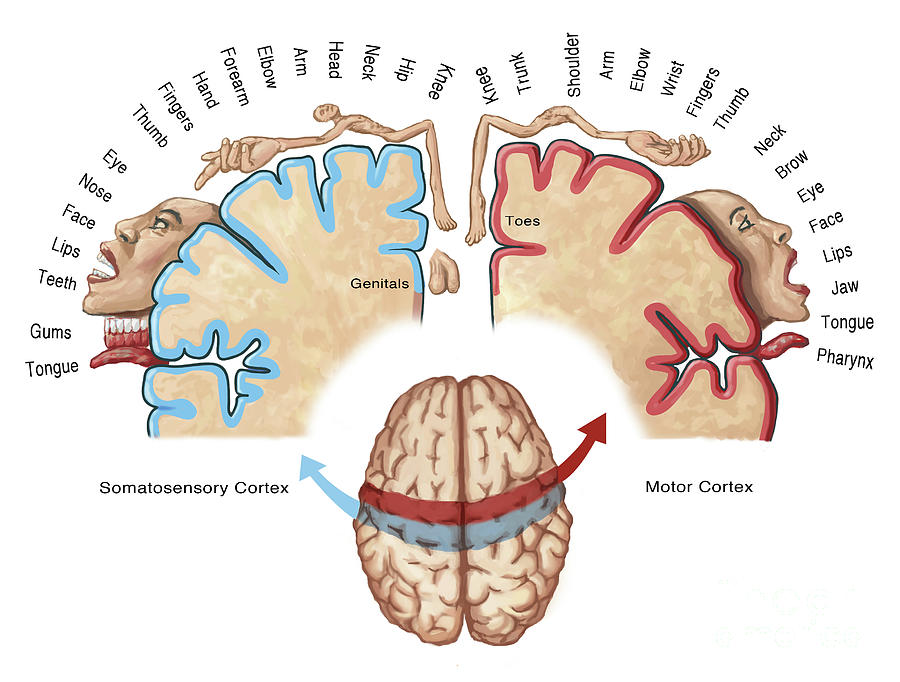 Tongue
Gums
Teeth
Lips
Face
Nose
Eye
Thumb
Fingers
Hand
Forearm
Elbow
Arm
Head
Neck
Hip
Knee
Knee
Trunk
Shoulder
Arm
Elbow
Wrist
Fingers
Thumb
Neck
Brow
Eye
Face
Lips
Jaw
Tongue
Pharynx
Genitals
Toes
Somatosensory Cortex
Motor Cortex